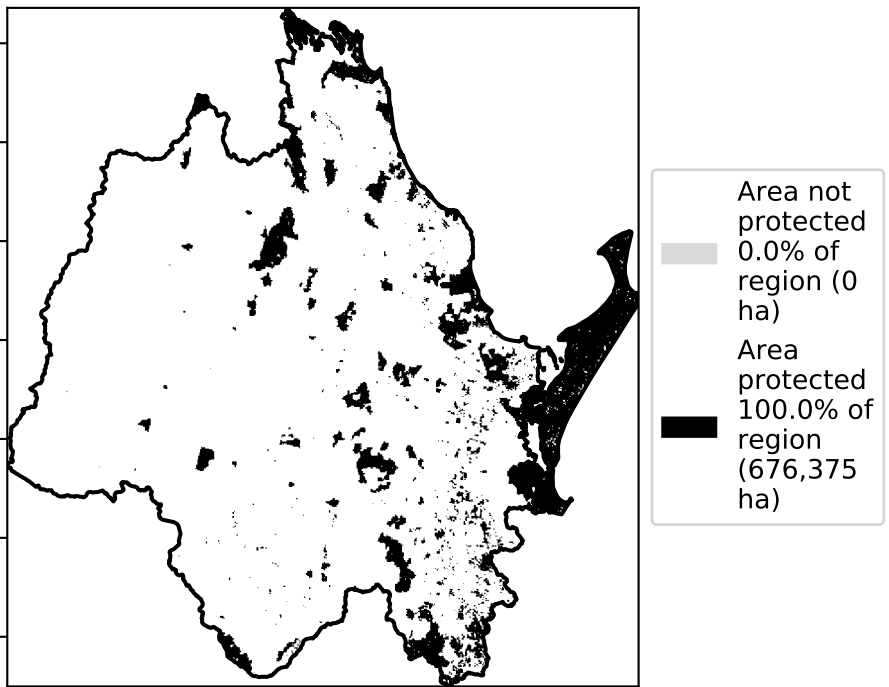 Area not
protected
0.0% of
region (0
ha)
Area
protected
100.0% of
region
(676,375
ha)